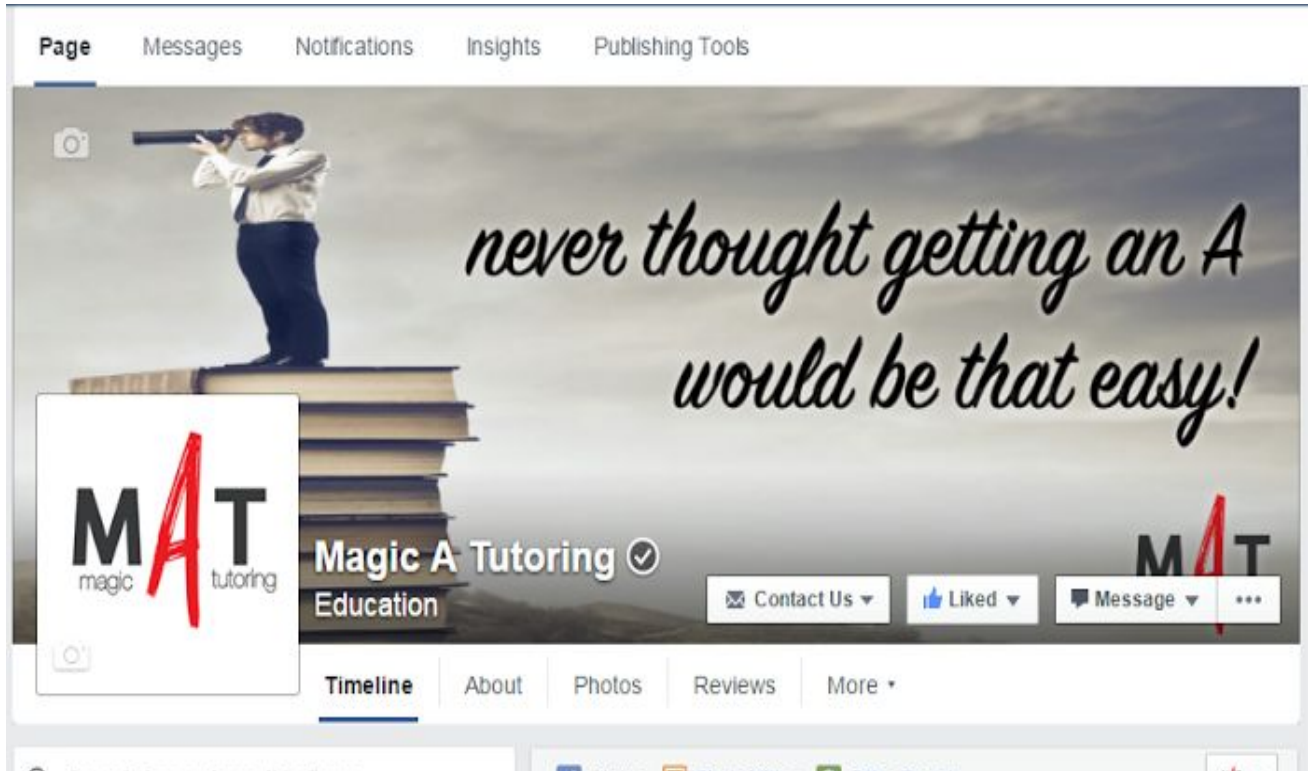 Page Messages Notifications Insights Publishing Tools
never thought getting an A
would be that easy!
MAT
magic tutoring
MAT
Magic A Tutoring
Education
Contact Us Liked Message
Timeline About Photos Reviews More